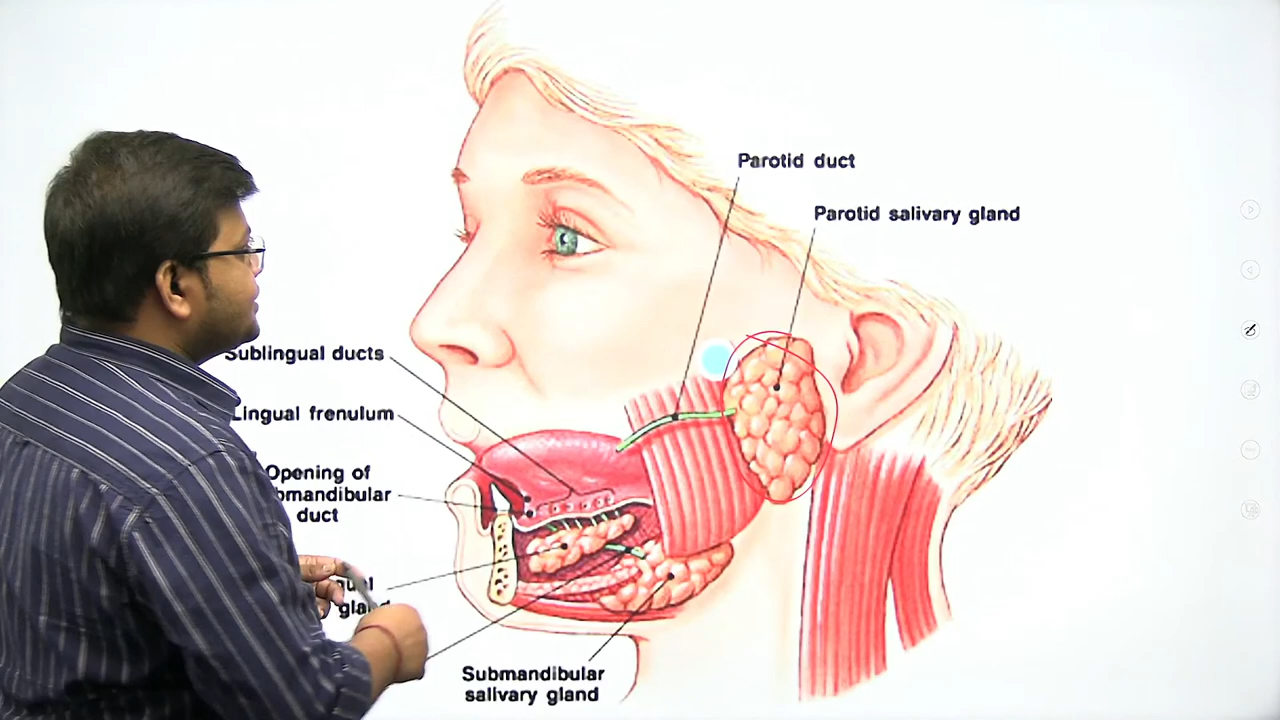 Parotid duct
Parotid salivary gland
Sublingual ducts
Lingual frenulum
Opening of
duct
Submandibular
salivary gland